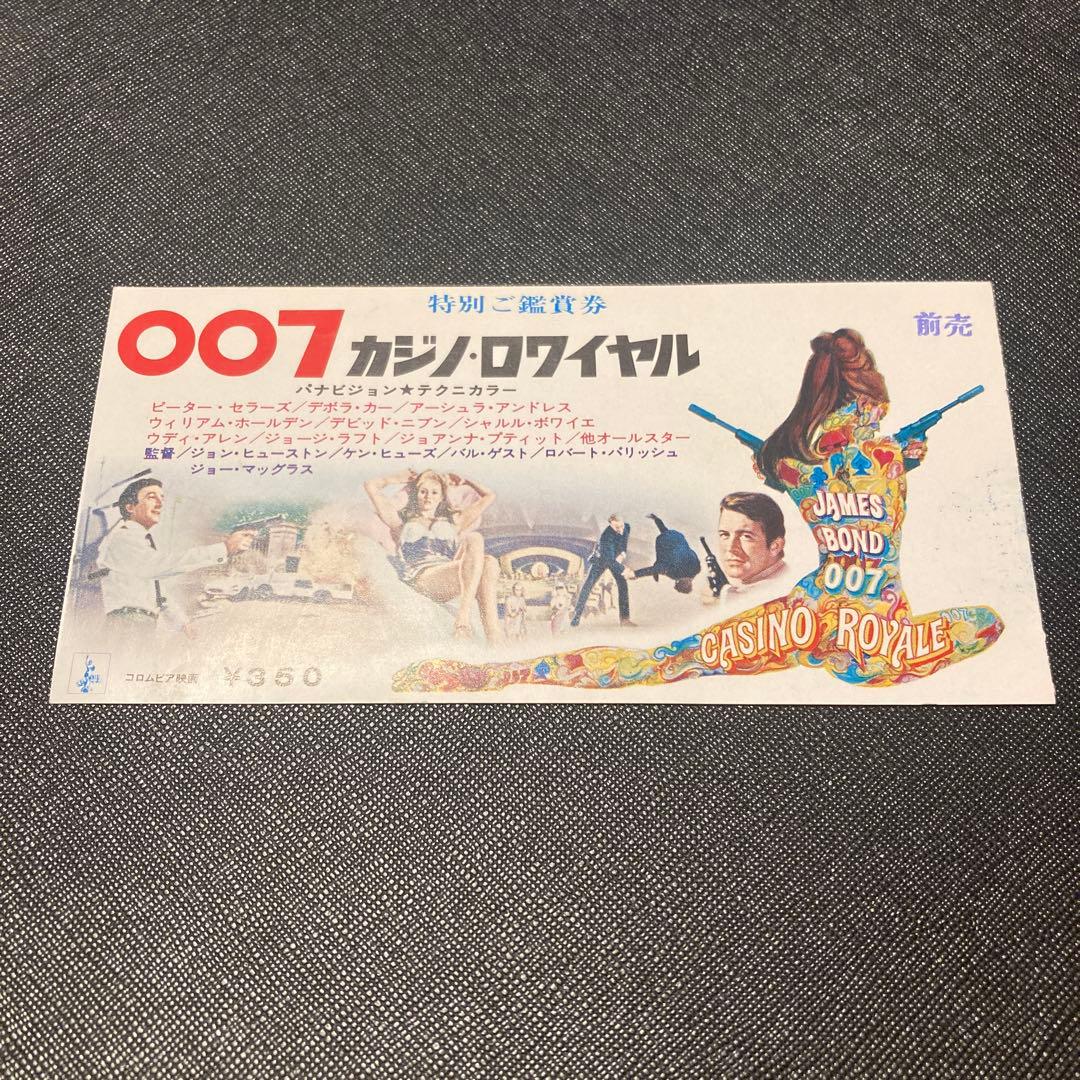 特別ご鑑賞券
前売
007 カジノ・ロワイヤル
パナビジョン★テクニカラー
ピーター・セラーズ/デボラ・カー/アーシュラ・アンドレス
ウィリアム・ホールデン/デビッド・ニブン/シャルル・ボワイエ
ウディ・アレン/ジョージ・ラフト/ジョアンナ・プティット/他オールスター
監督/ジョン・ヒューストン/ケン・ヒューズ/バル・ゲスト/ロバート・パリッシュ
ジョー・マッグラス
JAMES
BOND
007
CASINO ROYALE
007
007
コロムビア映画 ¥350